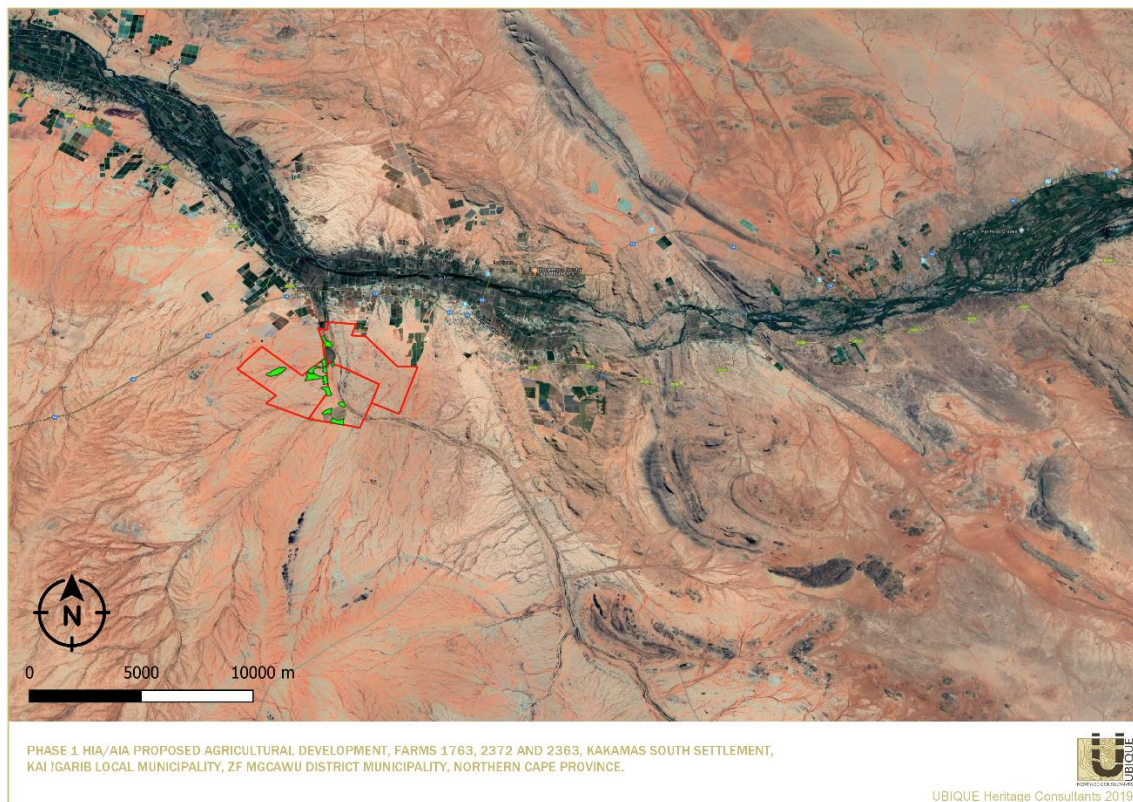 N
0 5000 10000 m
PHASE 1 HIA/AIA PROPOSED AGRICULTURAL DEVELOPMENT, FARMS 1763, 2372 AND 2363, KAKAMAS SOUTH SETTLEMENT,
KAI !GARIB LOCAL MUNICIPALITY, ZF MGCAWU DISTRICT MUNICIPALITY, NORTHERN CAPE PROVINCE.
UBIQUE
UBIQUE Heritage Consultants 2019